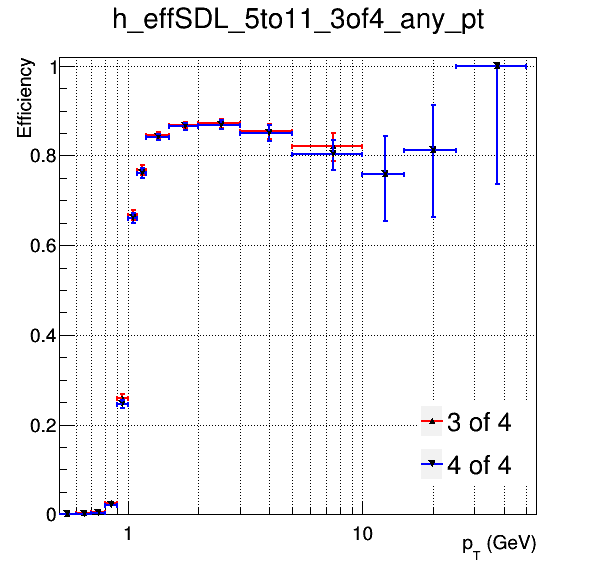 h_effSDL_5to11_3of4_any_pt
Efficiency
1
0.8
0.6
0.4
0.2
0
3 of 4
4 of 4
1
10
p_T (GeV)